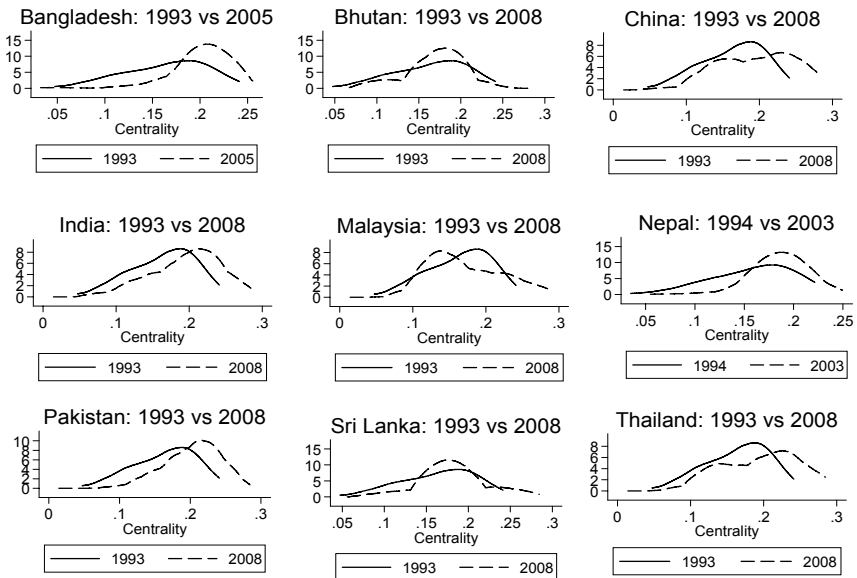 Bangladesh: 1993 vs 2005
15
10
5
0
.05 .1 .15 .2 .25
Centrality
1993 2005
Bhutan: 1993 vs 2008
15
10
5
0
.05 .1 .15 .2 .25 .3
Centrality
1993 2008
China: 1993 vs 2008
8
6
4
2
0
0 .1 .2 .3
Centrality
1993 2008
India: 1993 vs 2008
8
6
4
2
0
0 .1 .2 .3
Centrality
1993 2008
Malaysia: 1993 vs 2008
8
6
4
2
0
0 .1 .2 .3
Centrality
1993 2008
Nepal: 1994 vs 2003
15
10
5
0
.05 .1 .15 .2 .25
Centrality
1994 2003
Pakistan: 1993 vs 2008
10
8
6
4
2
0
0 .1 .2 .3
Centrality
1993 2008
Sri Lanka: 1993 vs 2008
15
10
5
0
.05 .1 .15 .2 .25 .3
Centrality
1993 2008
Thailand: 1993 vs 2008
8
6
4
2
0
0 .1 .2 .3
Centrality
1993 2008